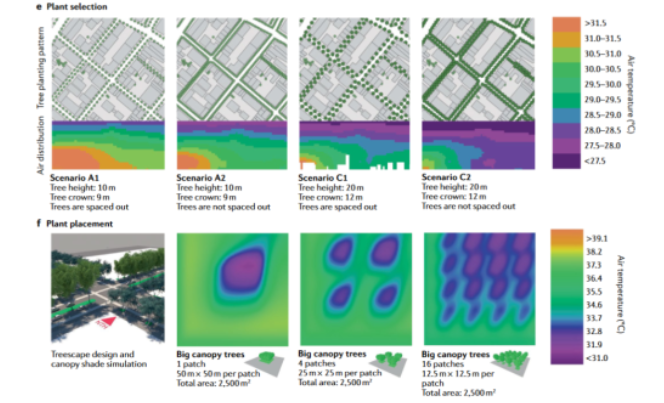 e Plant selection
Tree planting pattern
Air distribution
>31.5
31.0–31.5
30.5–31.0
30.0–30.5
29.5–30.0
29.0–29.5
28.5–29.0
28.0–28.5
27.5–28.0
<27.5
Air temperature (°C)
Scenario A1
Tree height: 10 m
Tree crown: 9 m
Trees are spaced out
Scenario A2
Tree height: 10 m
Tree crown: 9 m
Trees are not spaced out
Scenario C1
Tree height: 20 m
Tree crown: 12 m
Trees are spaced out
Scenario C2
Tree height: 20 m
Tree crown: 12 m
Trees are not spaced out
f Plant placement
>39.1
38.2
37.3
36.4
35.5
34.6
33.7
32.8
31.9
<31.0
Air temperature (°C)
Treescape design and
canopy shade simulation
Big canopy trees
1 patch
50 m × 50 m per patch
Total area: 2,500 m²
Big canopy trees
4 patches
25 m × 25 m per patch
Total area: 2,500 m²
Big canopy trees
16 patches
12.5 m × 12.5 m per
patch
Total area: 2,500 m²